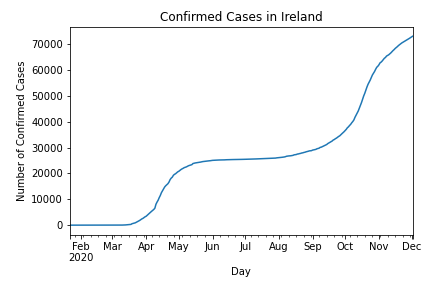 Confirmed Cases in Ireland
Number of Confirmed Cases
70000
60000
50000
40000
30000
20000
10000
0
Feb Mar Apr May Jun Jul Aug Sep Oct Nov Dec
2020
Day